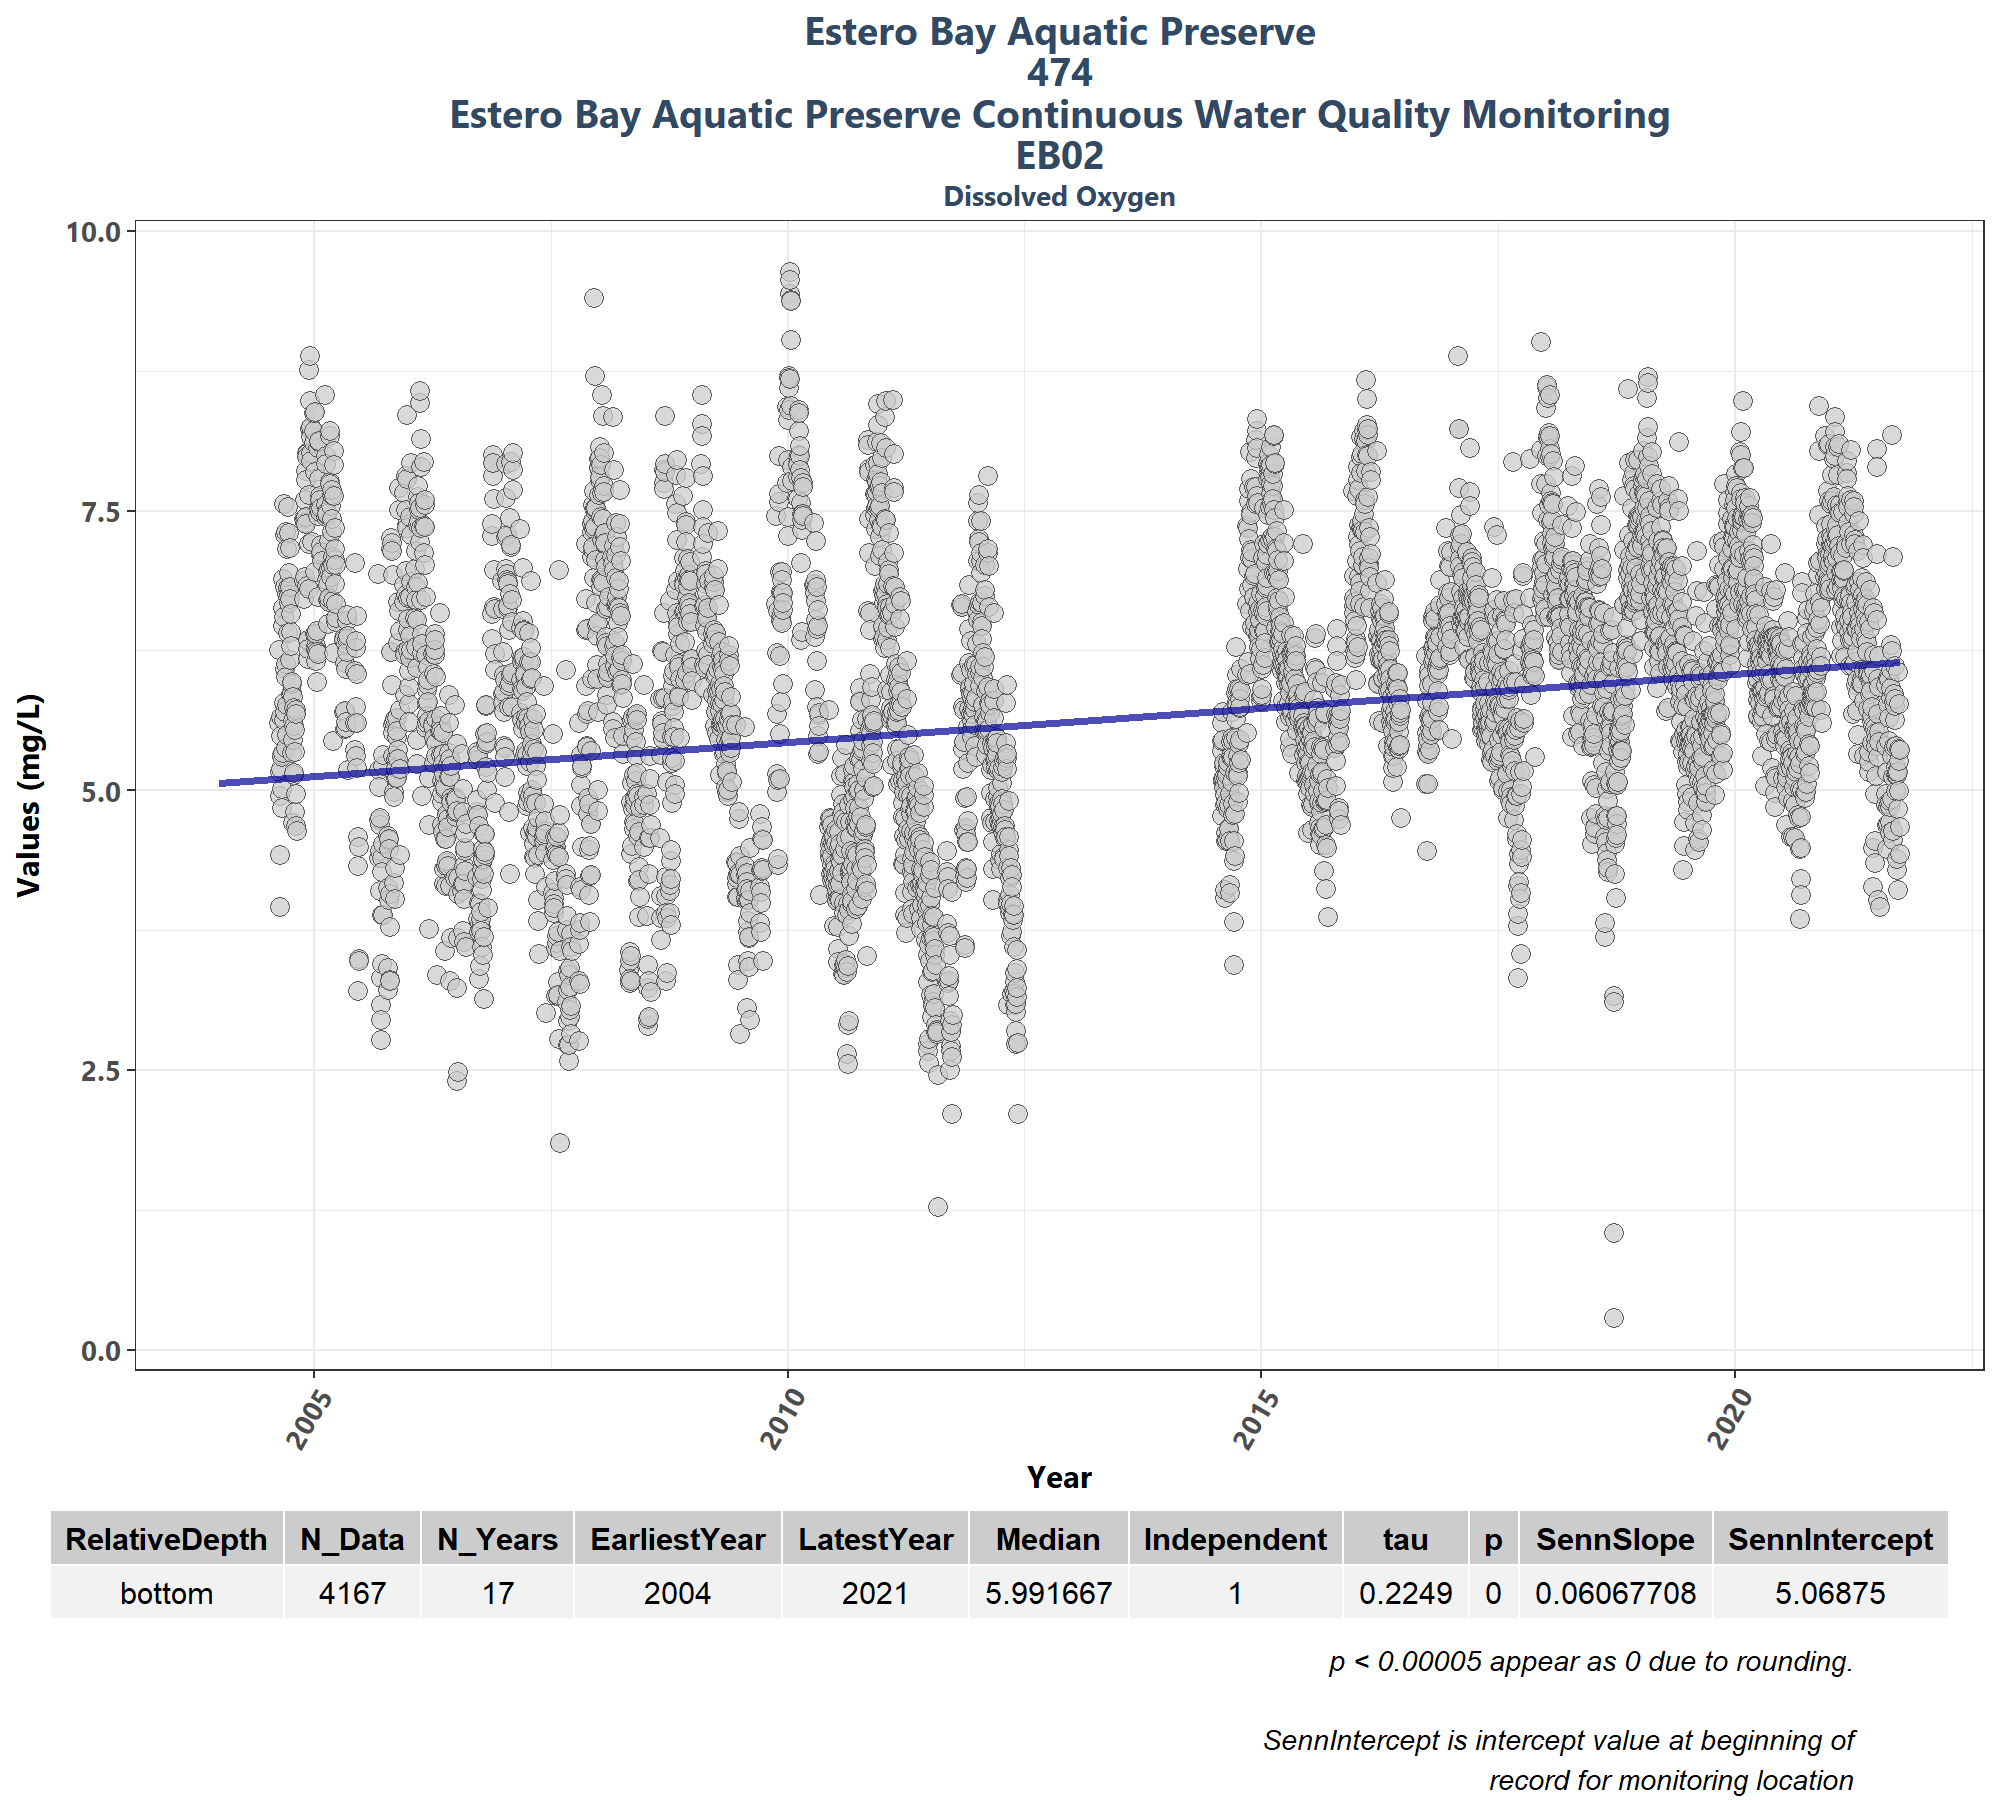 Estero Bay Aquatic Preserve
474
Estero Bay Aquatic Preserve Continuous Water Quality Monitoring
EB02
Dissolved Oxygen
Values (mg/L)
10.0
7.5
5.0
2.5
0.0
2005 2010 2015 2020
Year
RelativeDepth N_Data N_Years EarliestYear LatestYear Median Independent tau p SennSlope SennIntercept
bottom 4167 17 2004 2021 5.991667 1 0.2249 0 0.06067708 5.06875
p < 0.00005 appear as 0 due to rounding.
SennIntercept is intercept value at beginning of
record for monitoring location